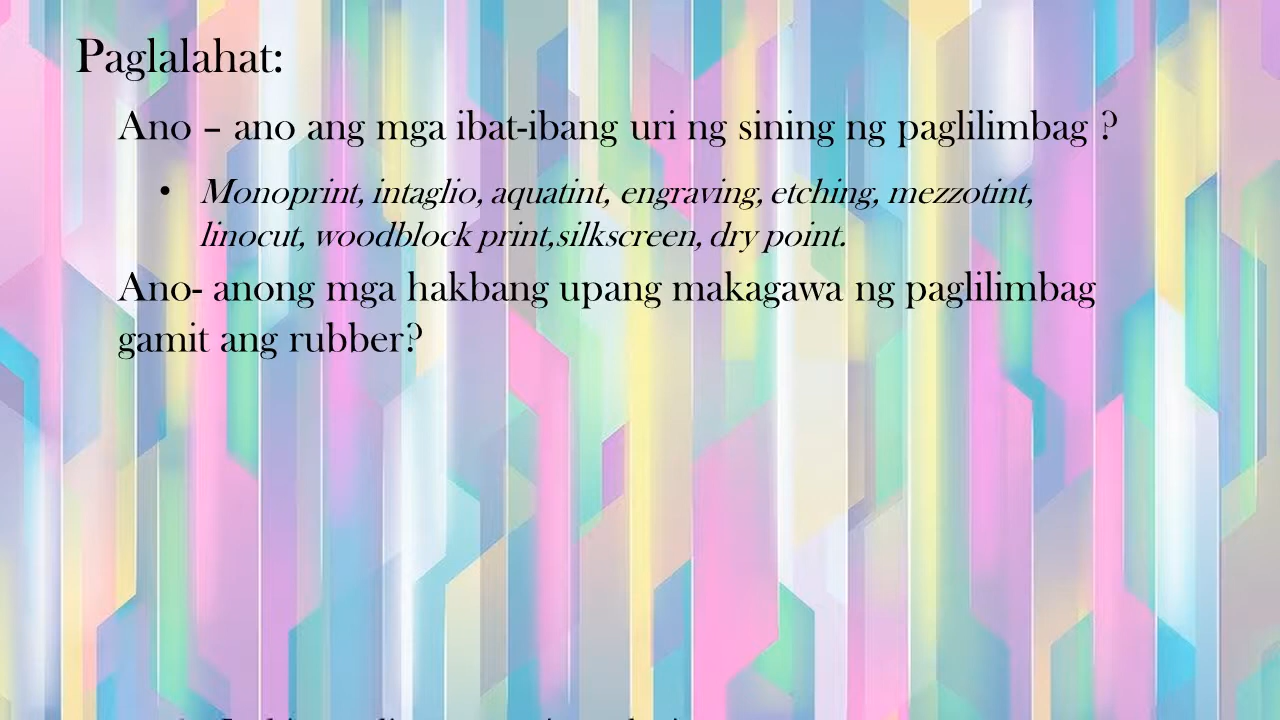 Paglalahat:
Ano – ano ang mga ibat-ibang uri ng sining ng paglilimbag ?
• Monoprint, intaglio, aquatint, engraving, etching, mezzotint,
linocut, woodblock print,silkscreen, dry point.
Ano- anong mga hakbang upang makagawa ng paglilimbag
gamit ang rubber?